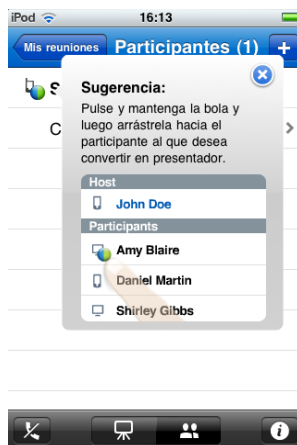 iPod 16:13
Mis reuniones Participantes (1) +
S
C
Sugerencia:
Pulse y mantenga la bola y
luego arrástrela hacia el
participante al que desea
convertir en presentador.
Host
John Doe
Participants
Amy Blaire
Daniel Martin
Shirley Gibbs